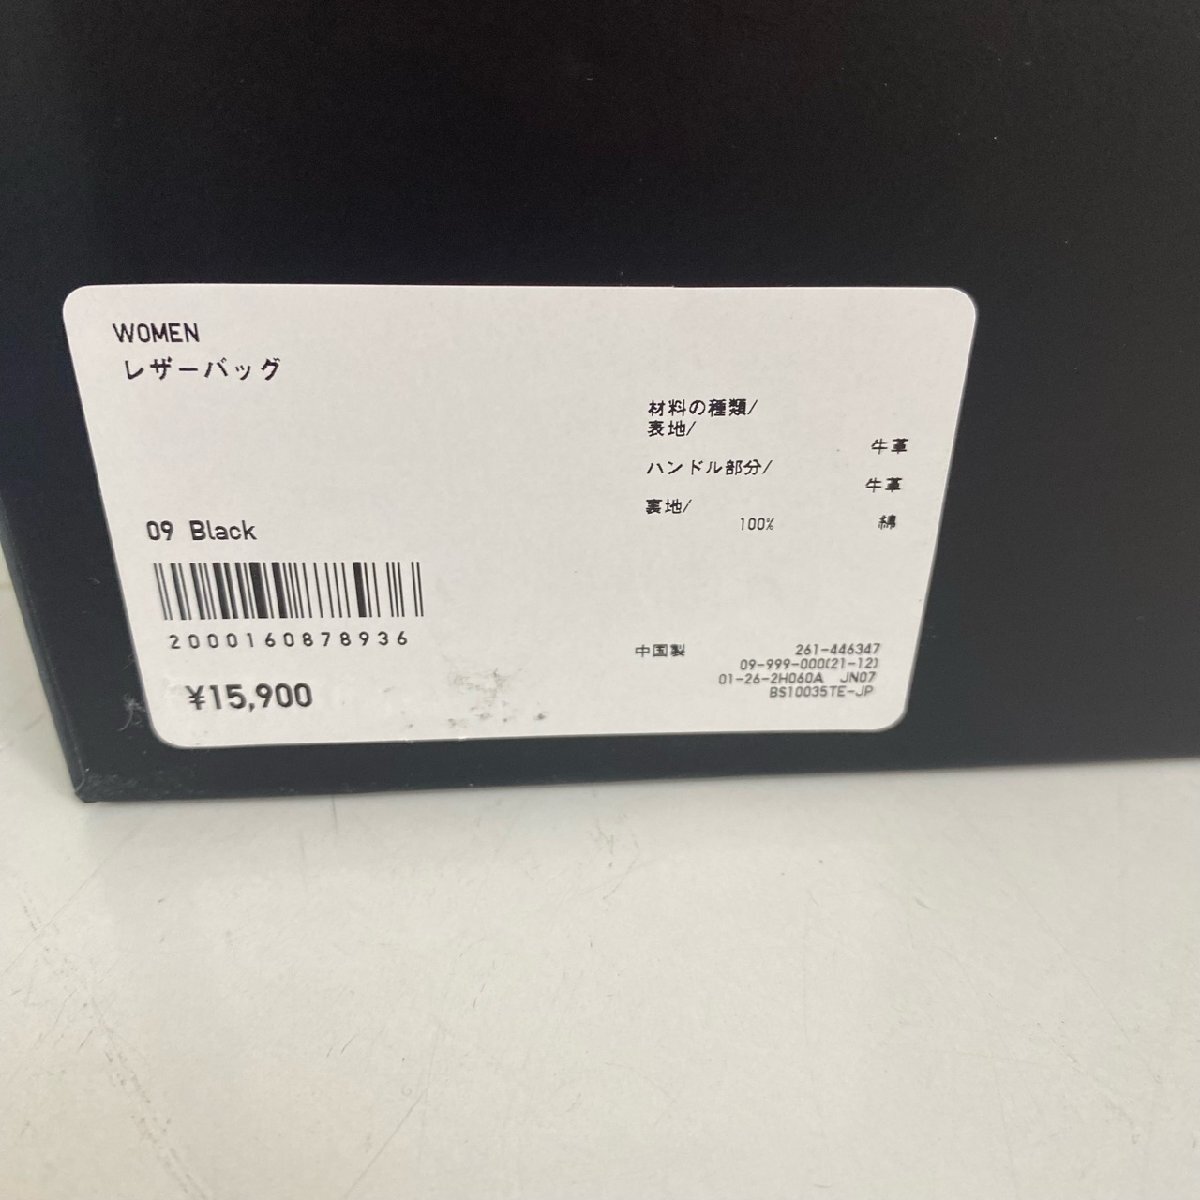 WOMEN
レザーバッグ
材料の種類/
表地/
牛革
ハンドル部分/
牛革
裏地/
100% 綿
09 Black
2000160878936
¥15,900
中国製
261-446347
09-999-000(21-12)
01-26-2H060A JN07
BS10035TE-JP